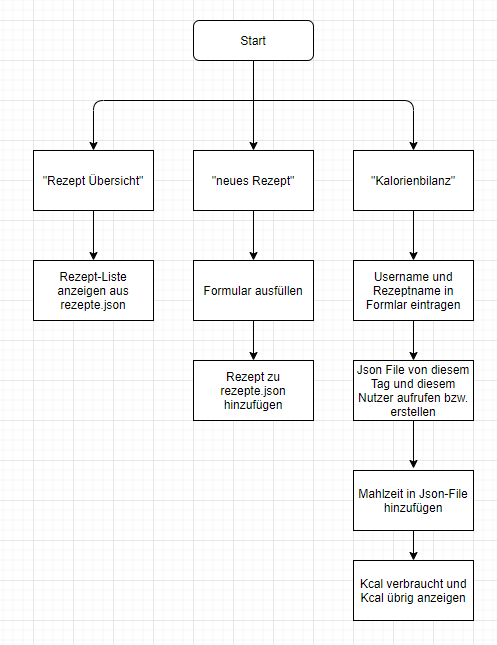 Start
"Rezept Übersicht"
"neues Rezept"
"Kalorienbilanz"
Rezept-Liste
anzeigen aus
rezepte.json
Formular ausfüllen
Username und
Rezeptname in
Formlar eintragen
Rezept zu
rezepte.json
hinzufügen
Json File von diesem
Tag und diesem
Nutzer aufrufen bzw.
erstellen
Mahlzeit in Json-File
hinzufügen
Kcal verbraucht und
Kcal übrig anzeigen